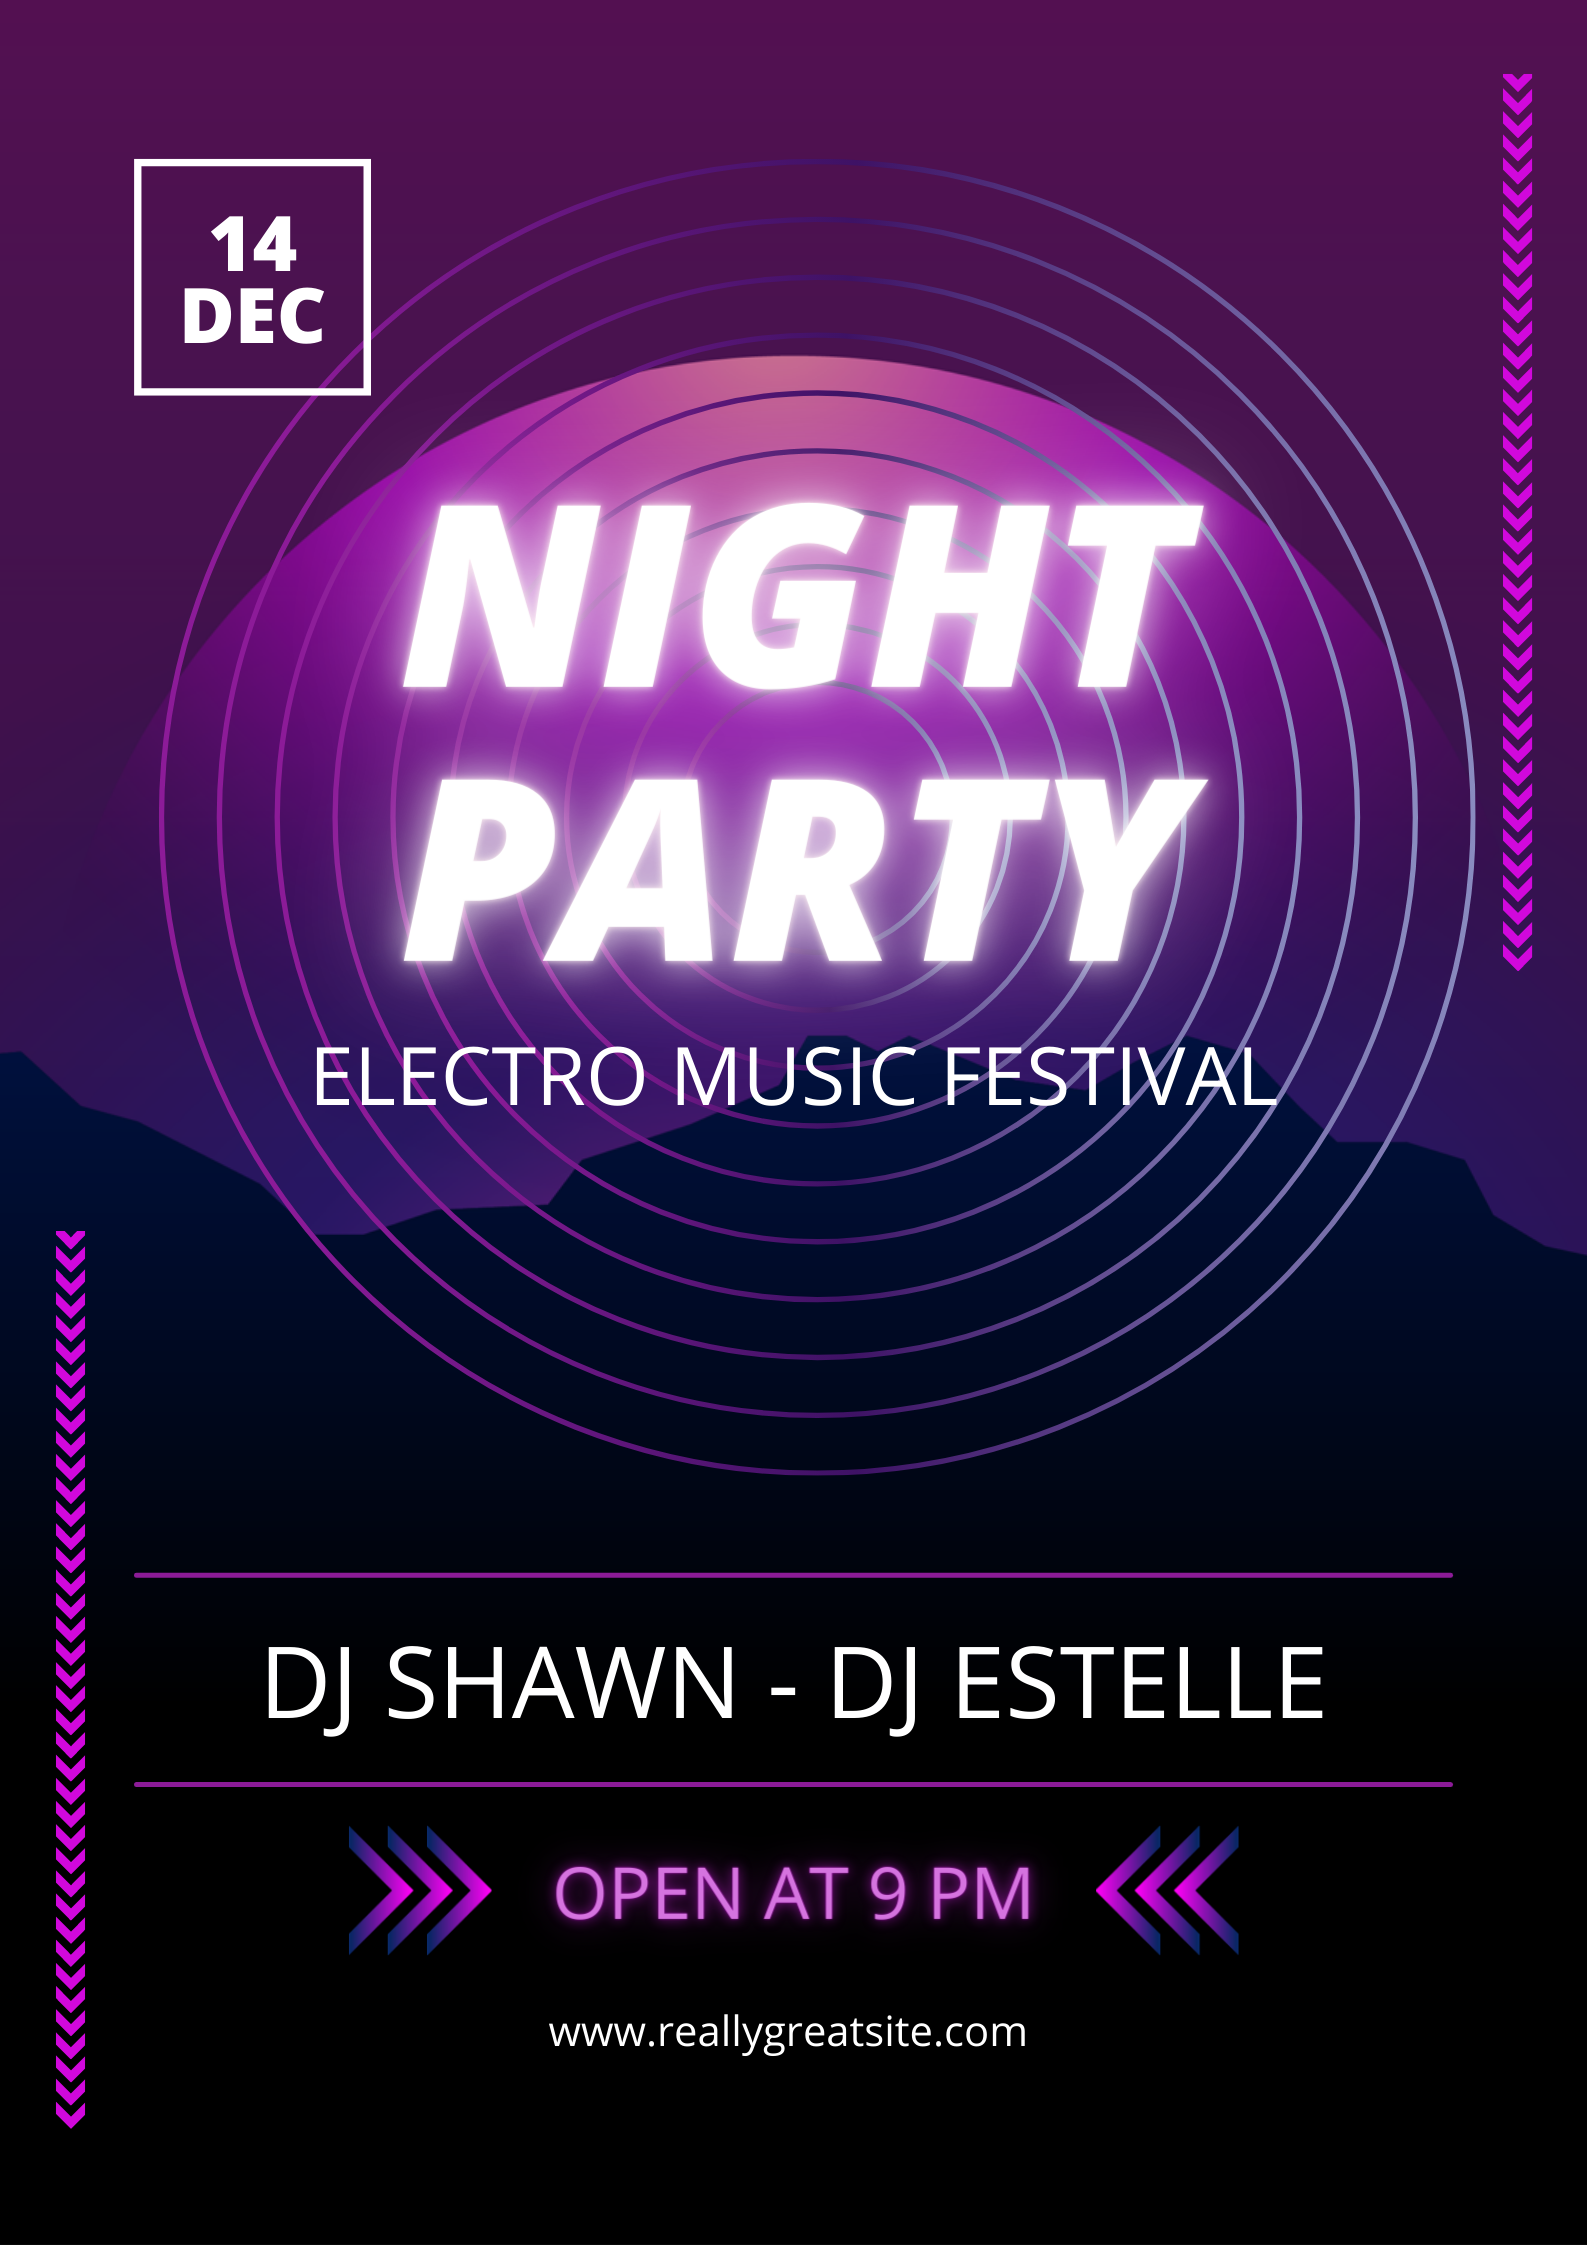 14
DEC
NIGHT
PARTY
ELECTRO MUSIC FESTIVAL
DJ SHAWN - DJ ESTELLE
OPEN AT 9 PM
www.reallygreatsite.com